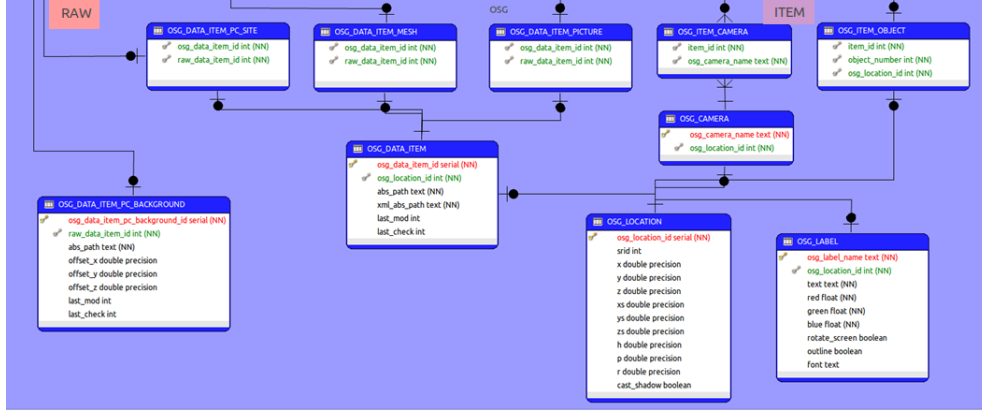 RAW
OSG
ITEM
OSG_DATA_ITEM_PC_SITE
osg_data_item_id int (NN)
raw_data_item_id int (NN)
OSG_DATA_ITEM_MESH
osg_data_item_id int (NN)
raw_data_item_id int (NN)
OSG_DATA_ITEM_PICTURE
osg_data_item_id int (NN)
raw_data_item_id int (NN)
OSG_ITEM_CAMERA
item_id int (NN)
osg_camera_name text (NN)
OSG_ITEM_OBJECT
item_id int (NN)
object_number int (NN)
osg_location_id int (NN)
OSG_CAMERA
osg_camera_name text (NN)
osg_location_id int (NN)
OSG_DATA_ITEM
osg_data_item_id serial (NN)
osg_location_id int (NN)
abs_path text (NN)
xml_abs_path text (NN)
last_mod int
last_check int
OSG_DATA_ITEM_PC_BACKGROUND
osg_data_item_pc_background_id serial (NN)
raw_data_item_id int (NN)
abs_path text (NN)
offset_x double precision
offset_y double precision
offset_z double precision
last_mod int
last_check int
OSG_LOCATION
osg_location_id serial (NN)
srid int
x double precision
y double precision
z double precision
xs double precision
ys double precision
zs double precision
h double precision
p double precision
r double precision
cast_shadow boolean
OSG_LABEL
osg_label_name text (NN)
osg_location_id int (NN)
text text (NN)
red float (NN)
green float (NN)
blue float (NN)
rotate_screen boolean
outline boolean
font text